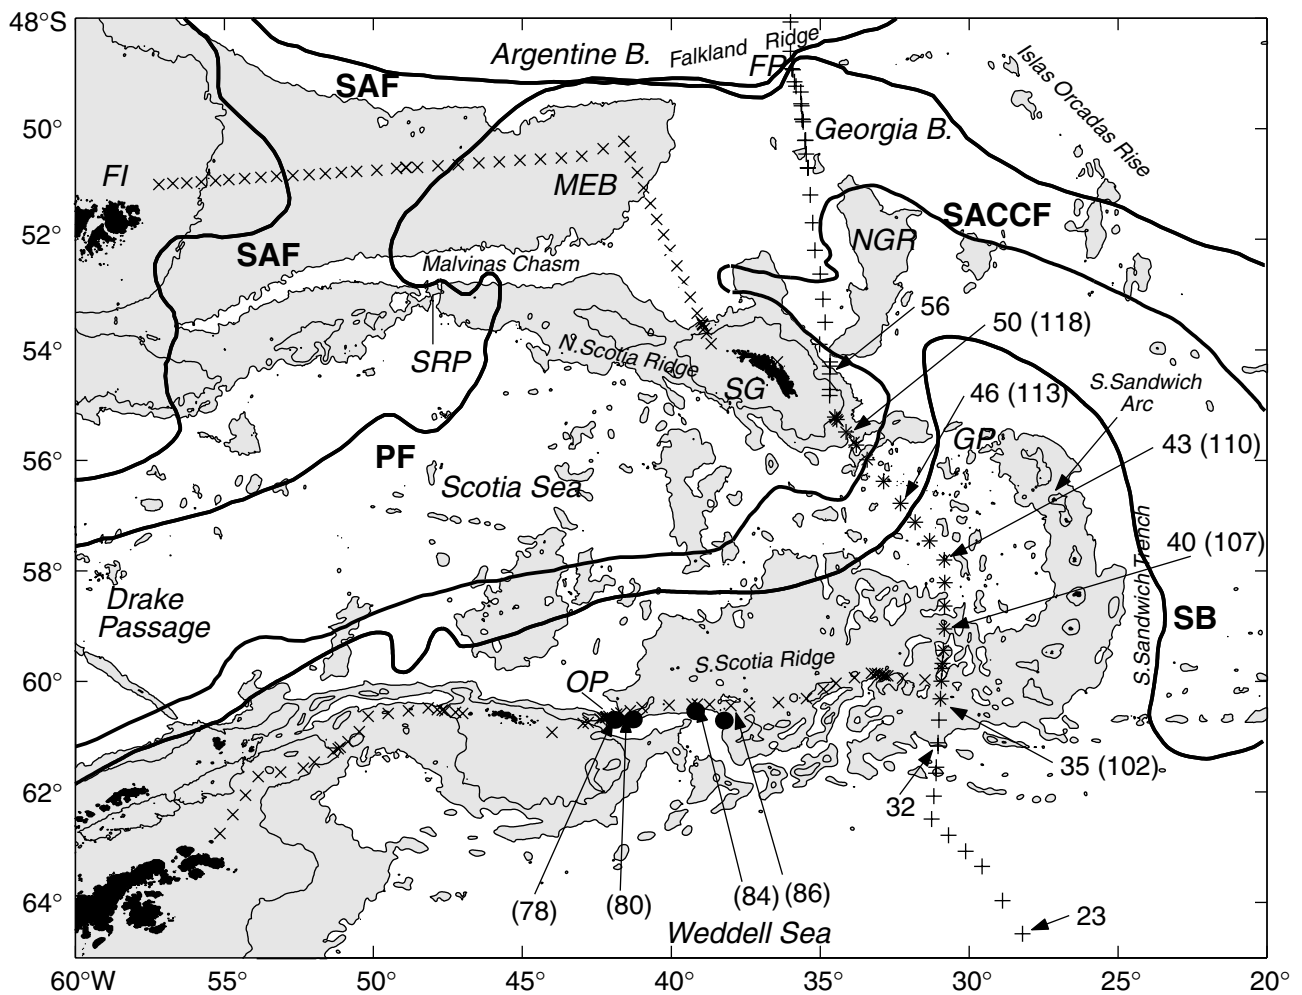 48°S
50°
52°
54°
56°
58°
60°
62°
64°
60°W
55°
50°
45°
40°
35°
30°
25°
20°
Argentine B.
Falkland Ridge
FP
Islas Orcadas Rise
SAF
Georgia B.
FI
MEB
SACCF
NGR
SAF
Malvinas Chasm
56
50 (118)
SRP
N.Scotia Ridge
SG
46 (113)
S.Sandwich
Arc
GP
43 (110)
PF
Scotia Sea
40 (107)
S.Sandwich Trench
Drake
Passage
SB
S.Scotia Ridge
OP
35 (102)
32
(78)
(80)
(84)
(86)
23
Weddell Sea